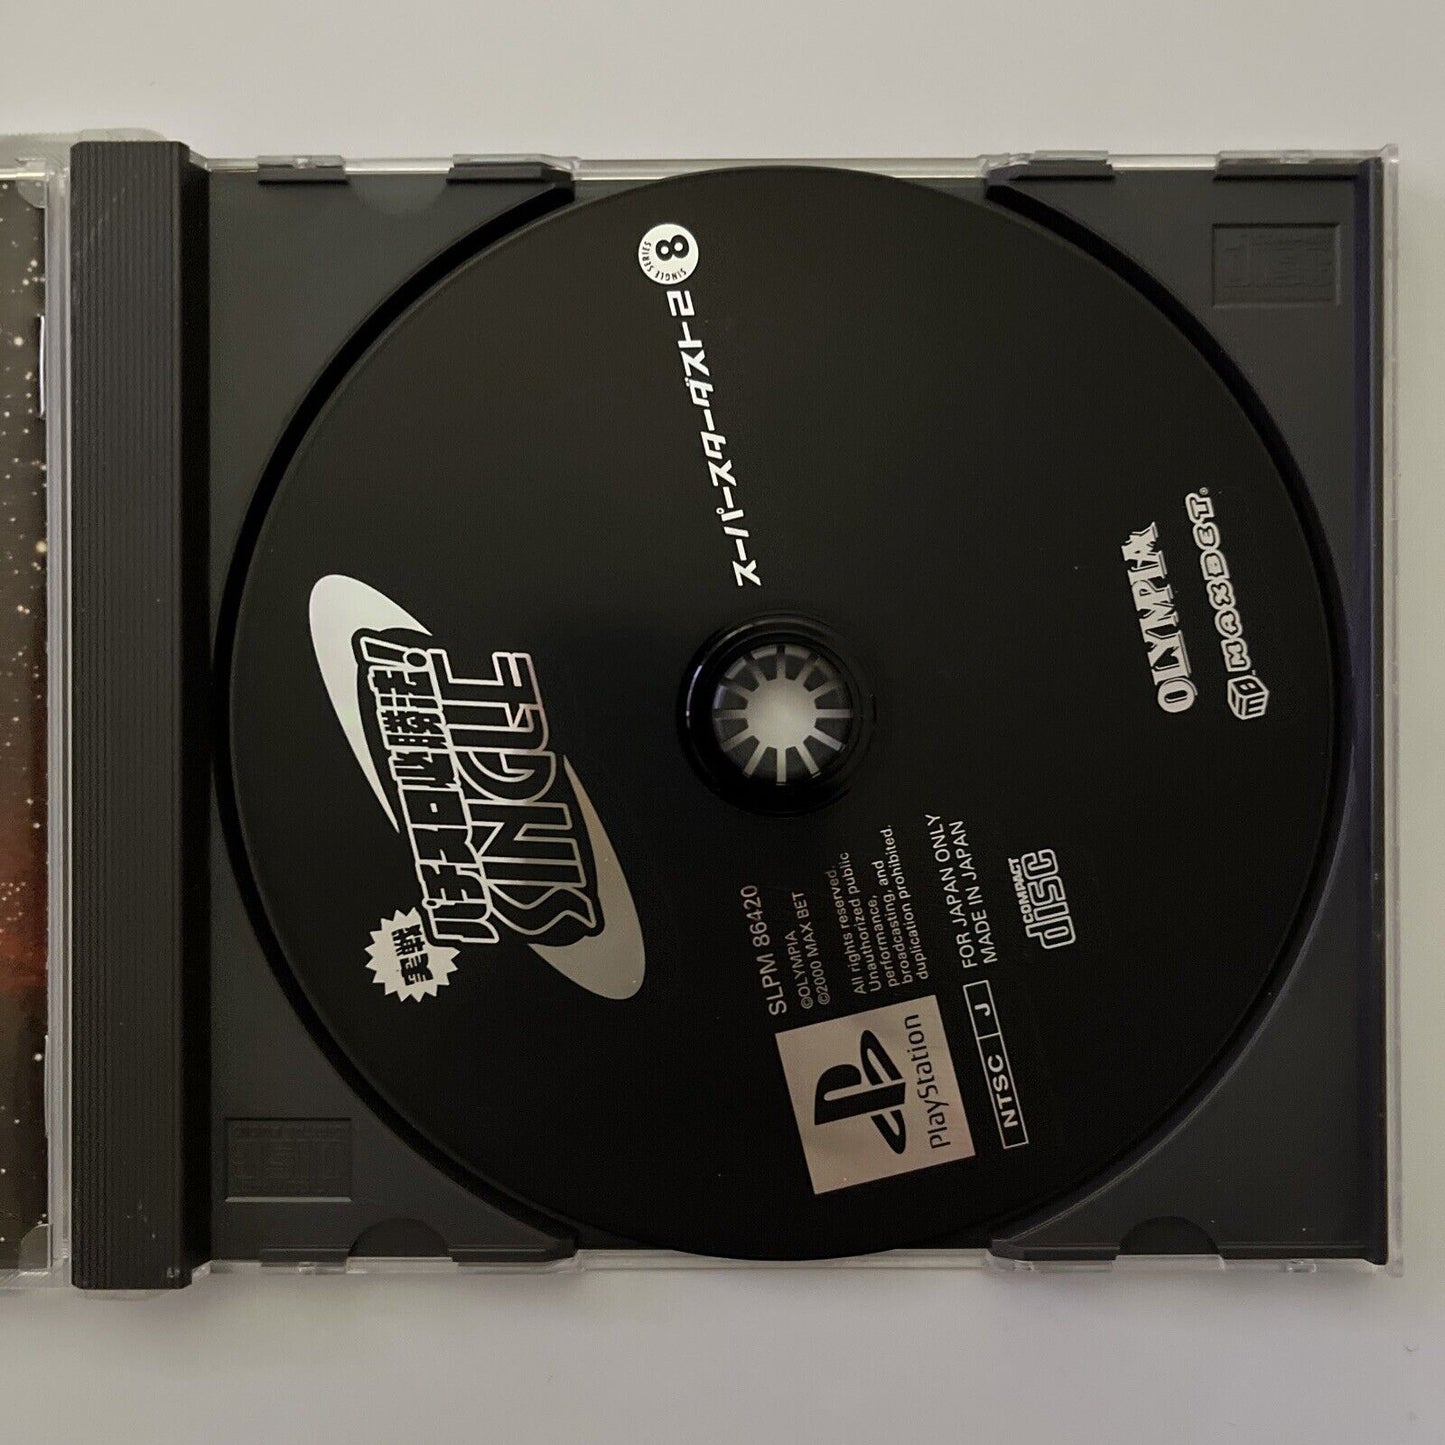 実戦
パチスロ必勝法!
SINGLE
スーパースターダスト2
SINGLE SERIES 8
SLPM 86420
©OLYMPIA
©2000 MAX BET
All rights reserved.
Unauthorized public
performance,
broadcasting, and
duplication prohibited.
PlayStation
NTSC J
FOR JAPAN ONLY
MADE IN JAPAN
COMPACT
disc
OLYMPIA
MAXBET